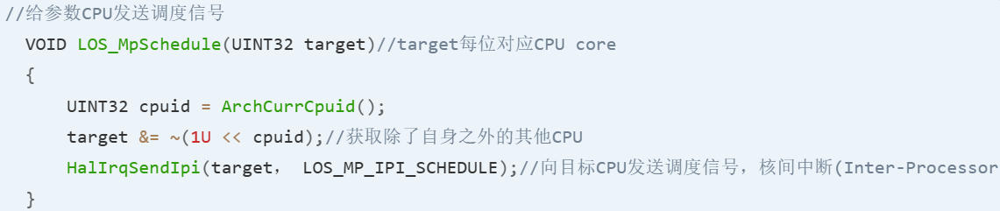 //给参数CPU发送调度信号
VOID LOS_MpSchedule(UINT32 target)//target每位对应CPU core
{
UINT32 cpuid = ArchCurrCpuid();
target &= ~(1U << cpuid);//获取除了自身之外的其他CPU
HalIrqSendIpi(target, LOS_MP_IPI_SCHEDULE);//向目标CPU发送调度信号,核间中断(Inter-Processor
}